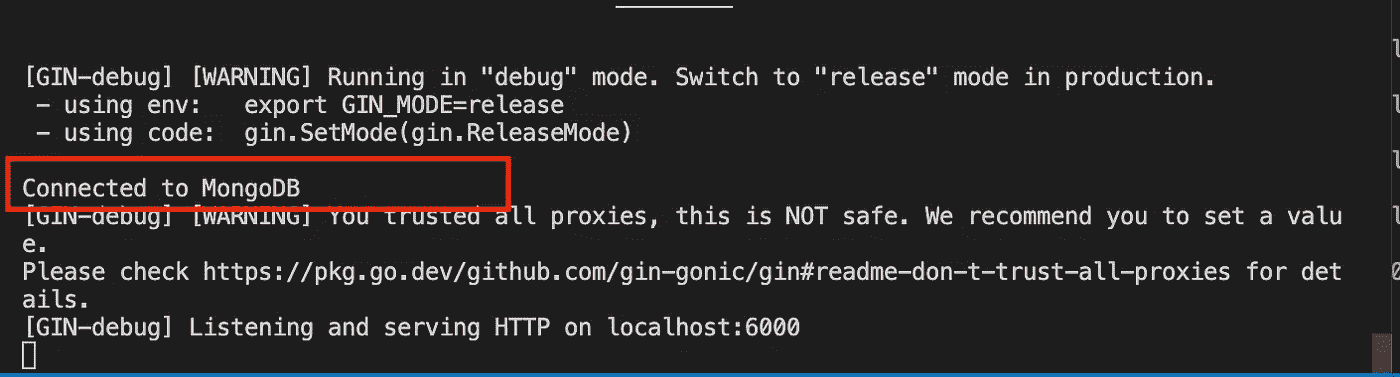 [GIN-debug] [WARNING] Running in "debug" mode. Switch to "release" mode in production.
 - using env:   export GIN_MODE=release
 - using code:  gin.SetMode(gin.ReleaseMode)
Connected to MongoDB
[GIN-debug] [WARNING] You trusted all proxies, this is NOT safe. We recommend you to set a valu
e.
Please check https://pkg.go.dev/github.com/gin-gonic/gin#readme-don-t-trust-all-proxies for det
ails.
[GIN-debug] Listening and serving HTTP on localhost:6000